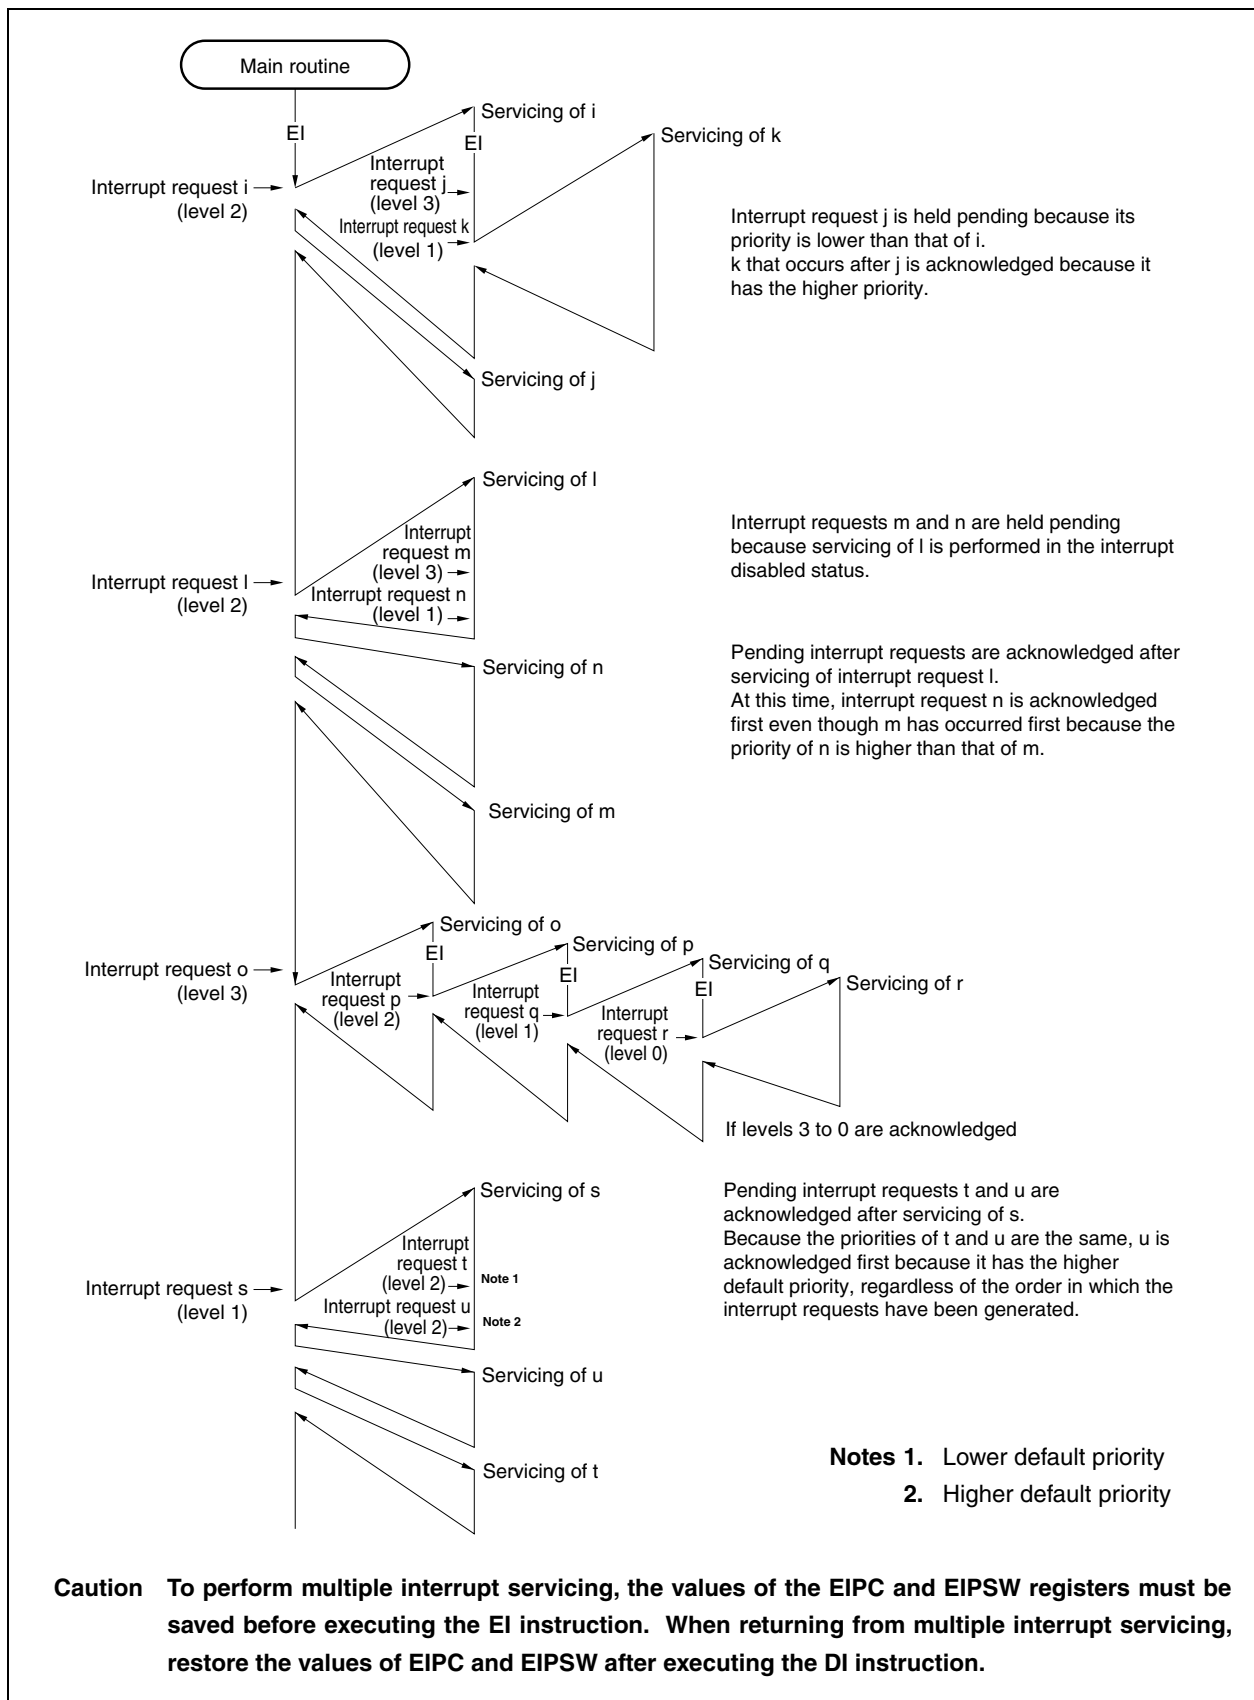 Main routine
EI
Servicing of i
EI
Servicing of k
Interrupt request i
(level 2)
Interrupt
request j
(level 3)
Interrupt request k
(level 1)
Interrupt request j is held pending because its
priority is lower than that of i.
k that occurs after j is acknowledged because it
has the higher priority.
Servicing of j
Servicing of l
Interrupt request l
(level 2)
Interrupt
request m
(level 3)
Interrupt request n
(level 1)
Interrupt requests m and n are held pending
because servicing of l is performed in the interrupt
disabled status.
Servicing of n
Pending interrupt requests are acknowledged after
servicing of interrupt request l.
At this time, interrupt request n is acknowledged
first even though m has occurred first because the
priority of n is higher than that of m.
Servicing of m
Servicing of o
EI
Interrupt request o
(level 3)
Interrupt
request p
(level 2)
Servicing of p
EI
Interrupt
request q
(level 1)
Servicing of q
EI
Interrupt
request r
(level 0)
Servicing of r
If levels 3 to 0 are acknowledged
Servicing of s
Interrupt request s
(level 1)
Interrupt
request t
(level 2)
Note 1
Interrupt request u
(level 2)
Note 2
Pending interrupt requests t and u are
acknowledged after servicing of s.
Because the priorities of t and u are the same, u is
acknowledged first because it has the higher
default priority, regardless of the order in which the
interrupt requests have been generated.
Servicing of u
Servicing of t
Notes 1. Lower default priority
2. Higher default priority
Caution To perform multiple interrupt servicing, the values of the EIPC and EIPSW registers must be
saved before executing the EI instruction. When returning from multiple interrupt servicing,
restore the values of EIPC and EIPSW after executing the DI instruction.